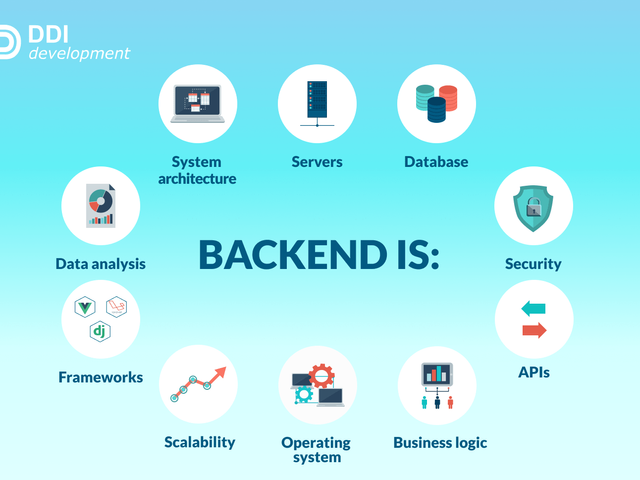 DDI
development
System
architecture
Servers
Database
Data analysis
BACKEND IS:
Security
dj
Frameworks
APIs
Scalability
Operating
system
Business logic